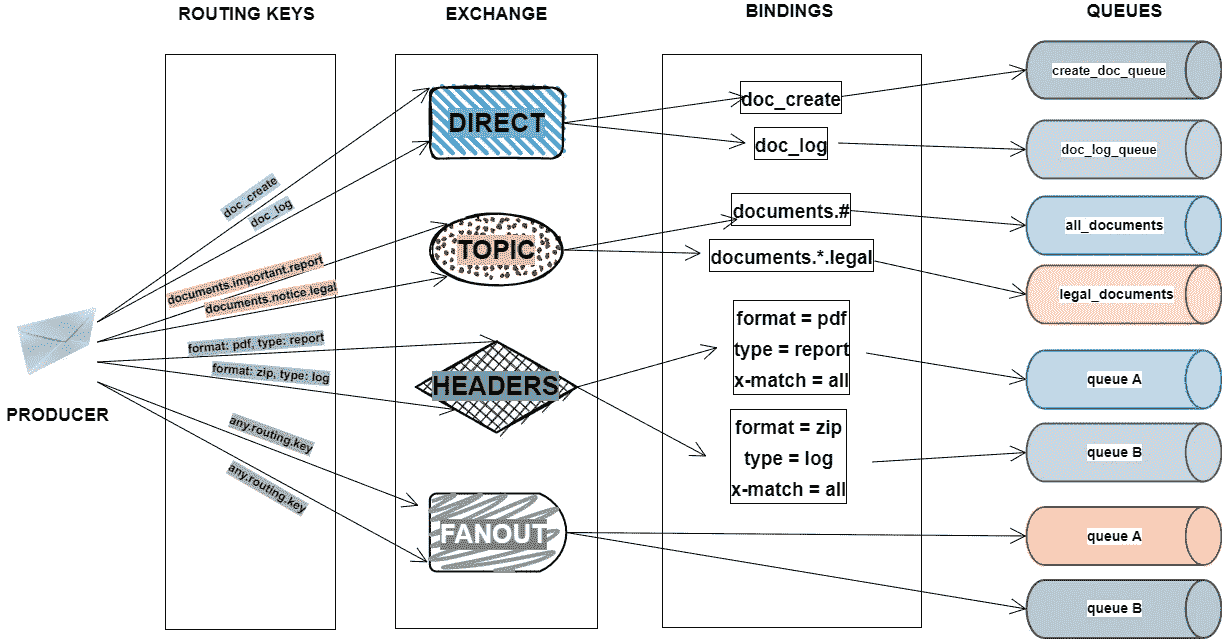 ROUTING KEYS
EXCHANGE
BINDINGS
QUEUES
doc_create
doc_log
documents.important.report
documents.notice.legal
format: pdf, type: report
format: zip, type: log
any.routing.key
any.routing.key
PRODUCER
DIRECT
TOPIC
HEADERS
FANOUT
doc_create
doc_log
documents.#
documents.*.legal
format = pdf
type = report
x-match = all
format = zip
type = log
x-match = all
create_doc_queue
doc_log_queue
all_documents
legal_documents
queue A
queue B
queue A
queue B